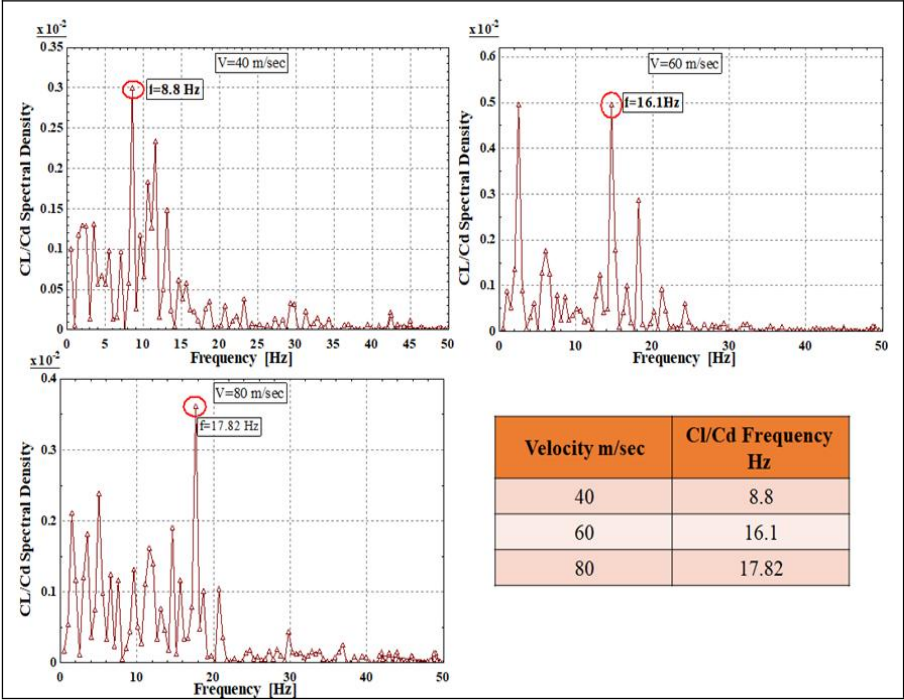 x 10-2
0.35
0.3
0.25
0.2
0.15
0.1
0.05
0
CL/Cd Spectral Density
V=40 m/sec
f=8.8 Hz
0 5 10 15 20 25 30 35 40 45 50
Frequency [Hz]
x 10-2
0.6
0.5
0.4
0.3
0.2
0.1
0
CL/Cd Spectral Density
V=60 m/sec
f=16.1Hz
0 10 20 30 40 50
Frequency [Hz]
x 10-2
0.4
0.3
0.2
0.1
0
CL/Cd Spectral Density
V=80 m/sec
f=17.82 Hz
0 10 20 30 40 50
Frequency [Hz]
Velocity m/sec Cl/Cd Frequency
Hz
40 8.8
60 16.1
80 17.82